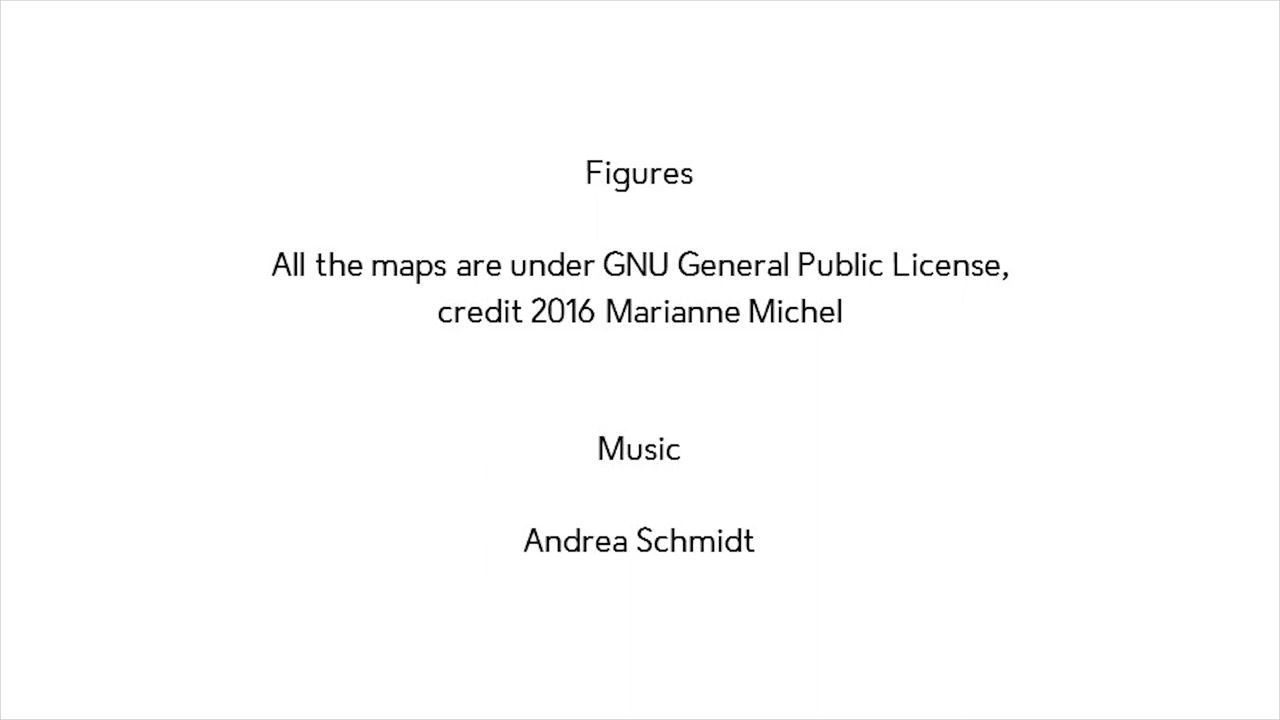 Figures
All the maps are under GNU General Public License,
credit 2016 Marianne Michel
Music
Andrea Schmidt